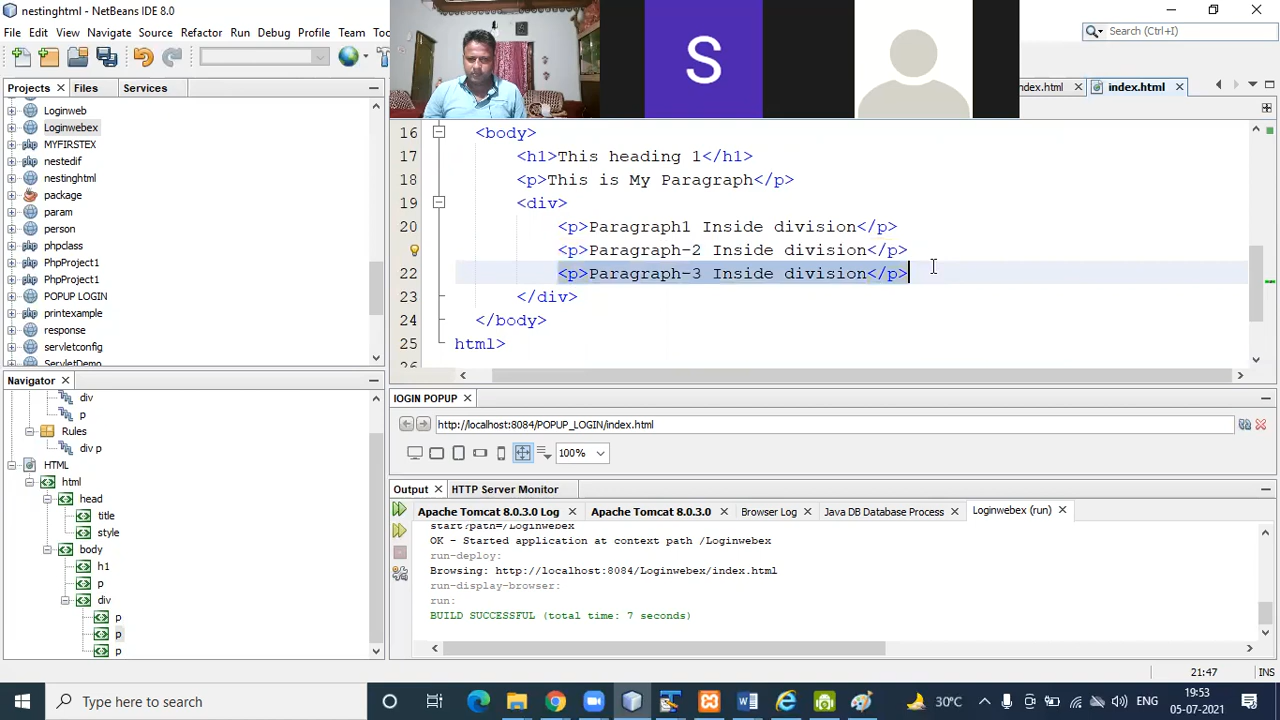 nestinghtml - NetBeans IDE 8.0
File Edit View Navigate Source Refactor Run Debug Profile Team
Search (Ctrl+I)
S
Projects Files Services
index.html
Loginweb
Loginwebex
MYFIRSTEX
nestedif
nestinghtml
package
param
person
phpclass
PhpProject1
PhpProject1
POPUP LOGIN
printexample
response
servletconfig
ServletDemo
16 <body>
17 <h1>This heading 1</h1>
18 <p>This is My Paragraph</p>
19 <div>
20 <p>Paragraph1 Inside division</p>
<p>Paragraph-2 Inside division</p>
22 <p>Paragraph-3 Inside division</p>
23 </div>
24 </body>
25 html>
Navigator
div
p
Rules
div p
HTML
html
head
title
style
body
h1
p
div
p
p
p
lOGIN POPUP
http://localhost:8084/POPUP_LOGIN/index.html
100%
Output HTTP Server Monitor
Apache Tomcat 8.0.3.0 Log Apache Tomcat 8.0.3.0 Browser Log Java DB Database Process Loginwebex (run)
start?path=/Loginwebex
OK - Started application at context path /Loginwebex
run-deploy:
Browsing: http://localhost:8084/Loginwebex/index.html
run-display-browser:
run:
BUILD SUCCESSFUL (total time: 7 seconds)
21:47 INS
Type here to search
30°C
ENG
19:53
05-07-2021